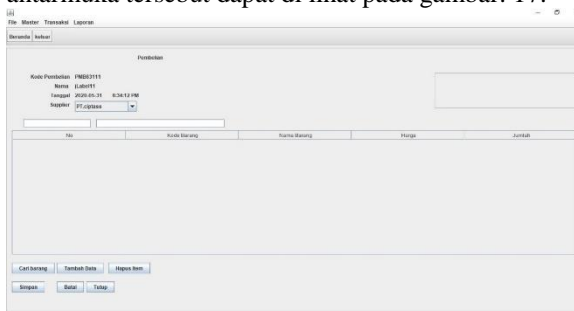 antarmuka tersebut dapat di lihat pada gambar. 17.
File Master Transaksi Laporan
Beranda keluar
Pembelian
Kode Pembelian PMB03111
Nama jLabel11
Tanggal 2020-05-31 8:34:12 PM
Supplier PT.ciptana
No Kode Barang Nama Barang Harga Jumlah
Cari barang Tambah Data Hapus Item
Simpan Batal Tutup